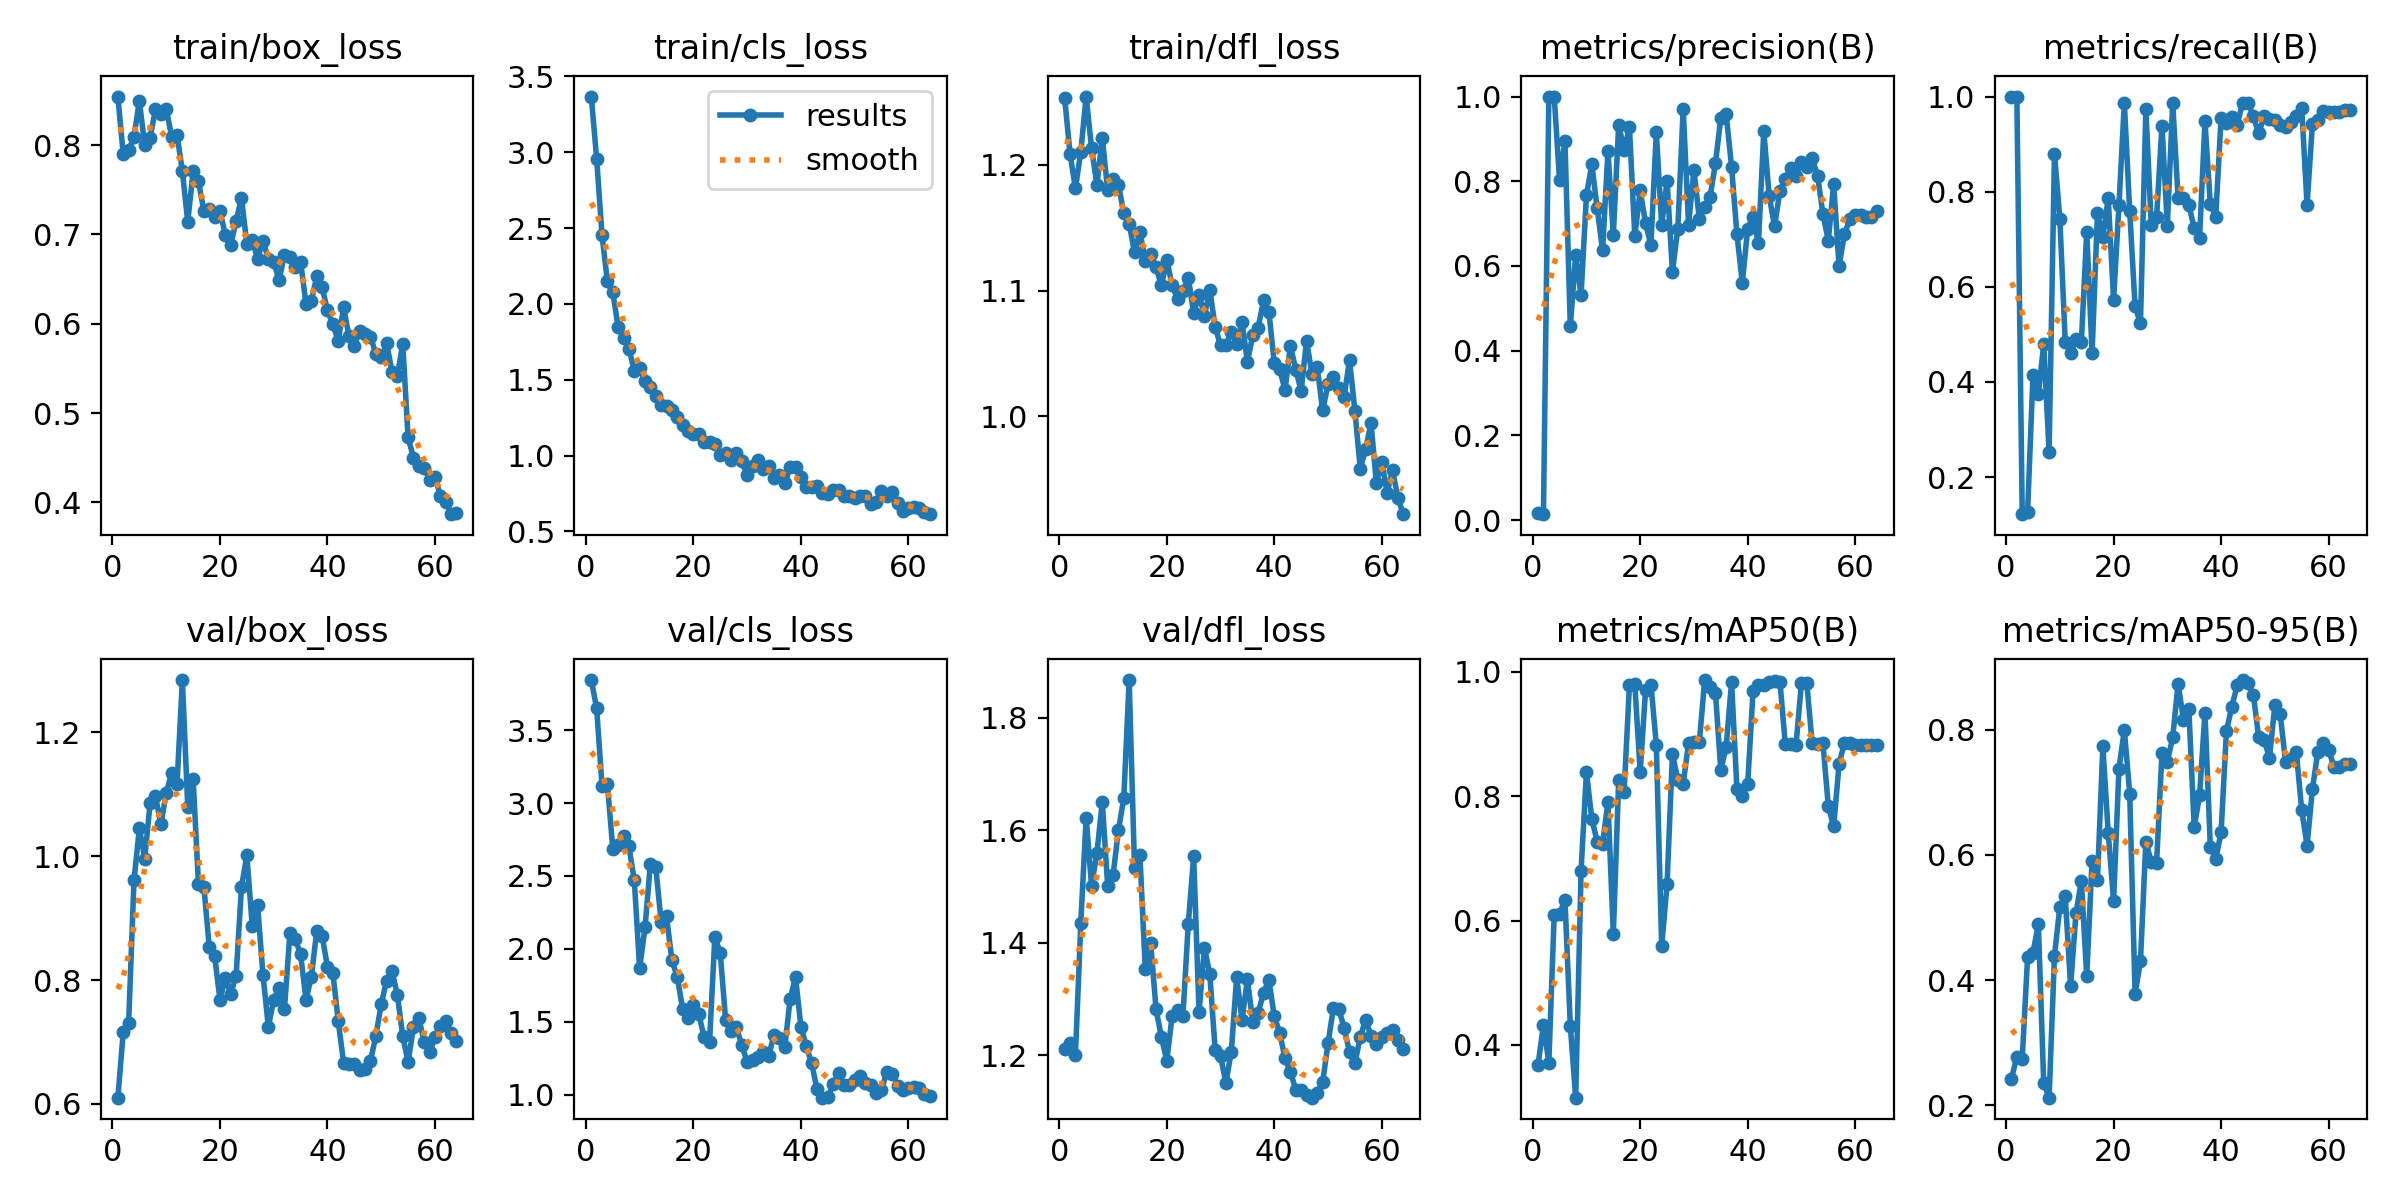 train/box_loss
0.8
0.7
0.6
0.5
0.4
0 20 40 60
train/cls_loss
3.5
3.0
2.5
2.0
1.5
1.0
0.5
0 20 40 60
results
smooth
train/dfl_loss
1.2
1.1
1.0
0 20 40 60
metrics/precision(B)
1.0
0.8
0.6
0.4
0.2
0.0
0 20 40 60
metrics/recall(B)
1.0
0.8
0.6
0.4
0.2
0 20 40 60
val/box_loss
1.2
1.0
0.8
0.6
0 20 40 60
val/cls_loss
3.5
3.0
2.5
2.0
1.5
1.0
0 20 40 60
val/dfl_loss
1.8
1.6
1.4
1.2
0 20 40 60
metrics/mAP50(B)
1.0
0.8
0.6
0.4
0 20 40 60
metrics/mAP50-95(B)
0.8
0.6
0.4
0.2
0 20 40 60